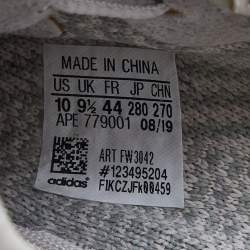 MADE IN CHINA
US UK FR JP CHN
10 9½ 44 280 270
APE 779001 08/19
ART FW3042
#123495204
adidas F1KCZJFk00459